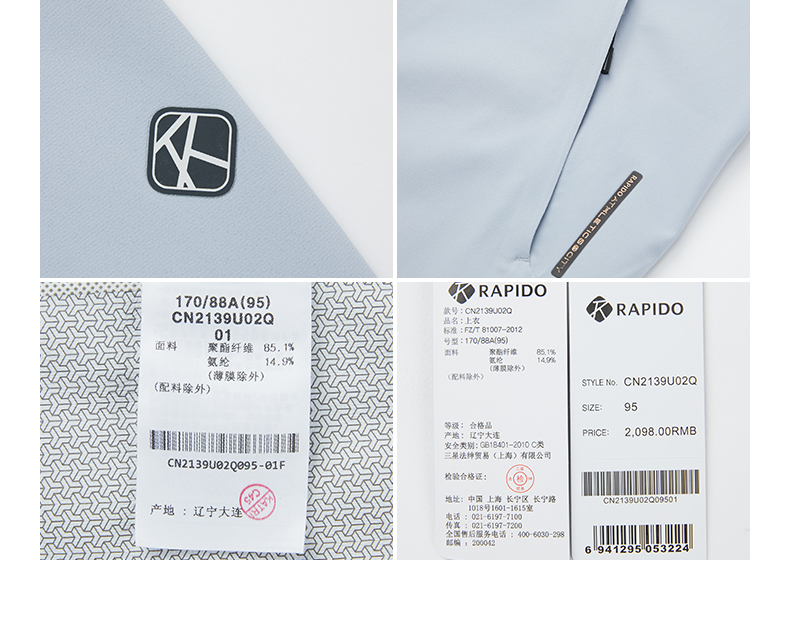 RAPIDO ATHLETICS CITY
170/88A(95)
CN2139U02Q
01
面料 聚酯纤维 85.1%
氨纶 14.9%
(薄膜除外)
(配料除外)
CN2139U02Q095-01F
KATRI
CAS
产地 : 辽宁大连
RAPIDO
款号: CN2139U02Q
品名: 上衣
标准: FZ/T 81007-2012
号型: 170/88A(95)
面料 聚酯纤维 85.1%
氨纶 14.9%
(薄膜除外)
(配料除外)
等级: 合格品
产地: 辽宁大连
安全类别: GB18401-2010 C类
三星法绅贸易（上海）有限公司
检验合格证:
检
地址: 中国 上海 长宁区 长宁路
1018号1601-1615室
电话 : 021-6197-7100
传真 : 021-6197-7200
全国售后服务电话 : 400-6030-298
邮编 : 200042
RAPIDO
STYLE No. CN2139U02Q
SIZE: 95
PRICE: 2,098.00RMB
CN2139U02Q09501
6 941295 053224